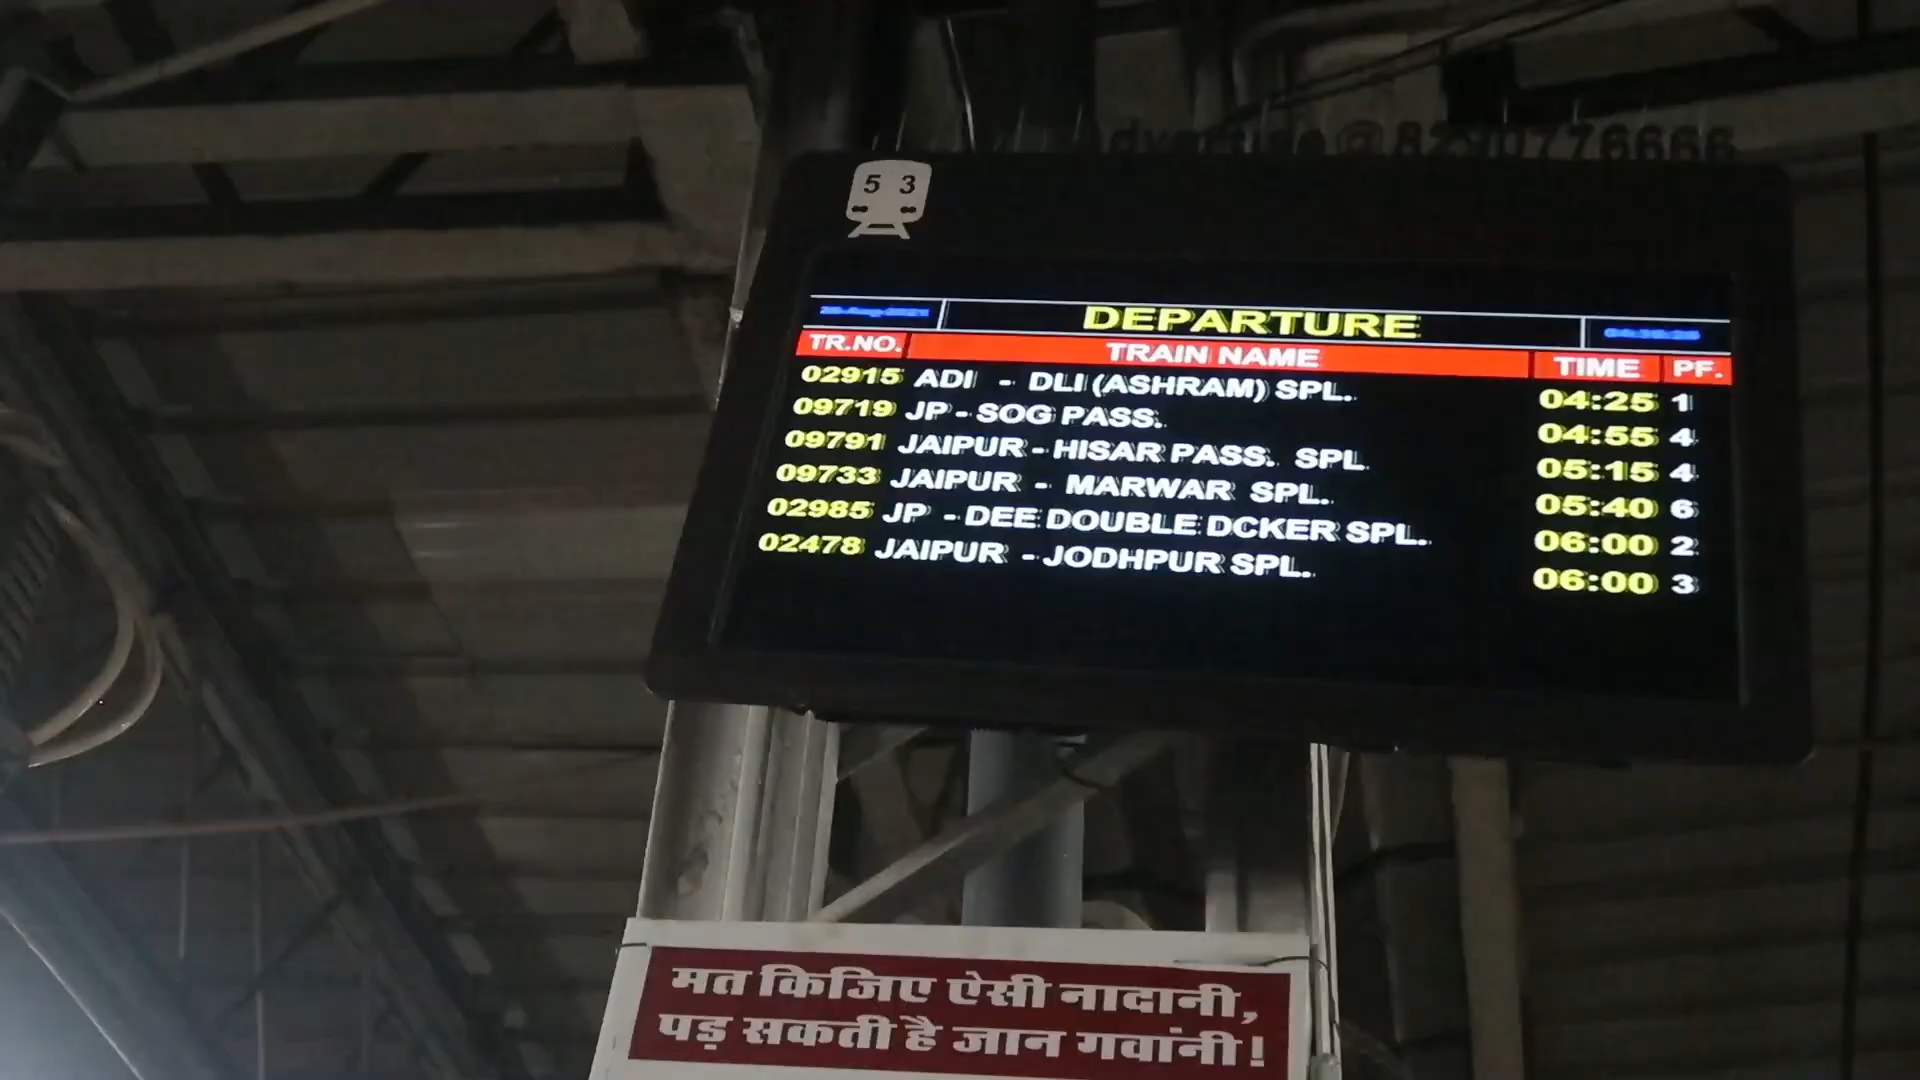 Advertise@8290776666
5 3
DEPARTURE
TR.NO. TRAIN NAME TIME PF.
02915 ADI - DLI (ASHRAM) SPL. 04:25 1
09719 JP - SOG PASS. 04:55 4
09791 JAIPUR - HISAR PASS. SPL 05:15 4
09733 JAIPUR - MARWAR SPL. 05:40 6
02985 JP - DEE DOUBLE DCKER SPL. 06:00 2
02478 JAIPUR - JODHPUR SPL. 06:00 3
मत किजिए ऐसी नादानी,
पड़ सकती है जान गवांनी!